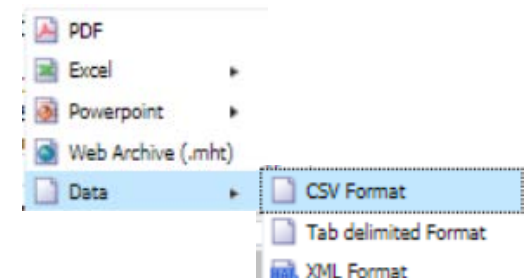 PDF
Excel
Powerpoint
Web Archive (.mht)
Data
CSV Format
Tab delimited Format
XML Format